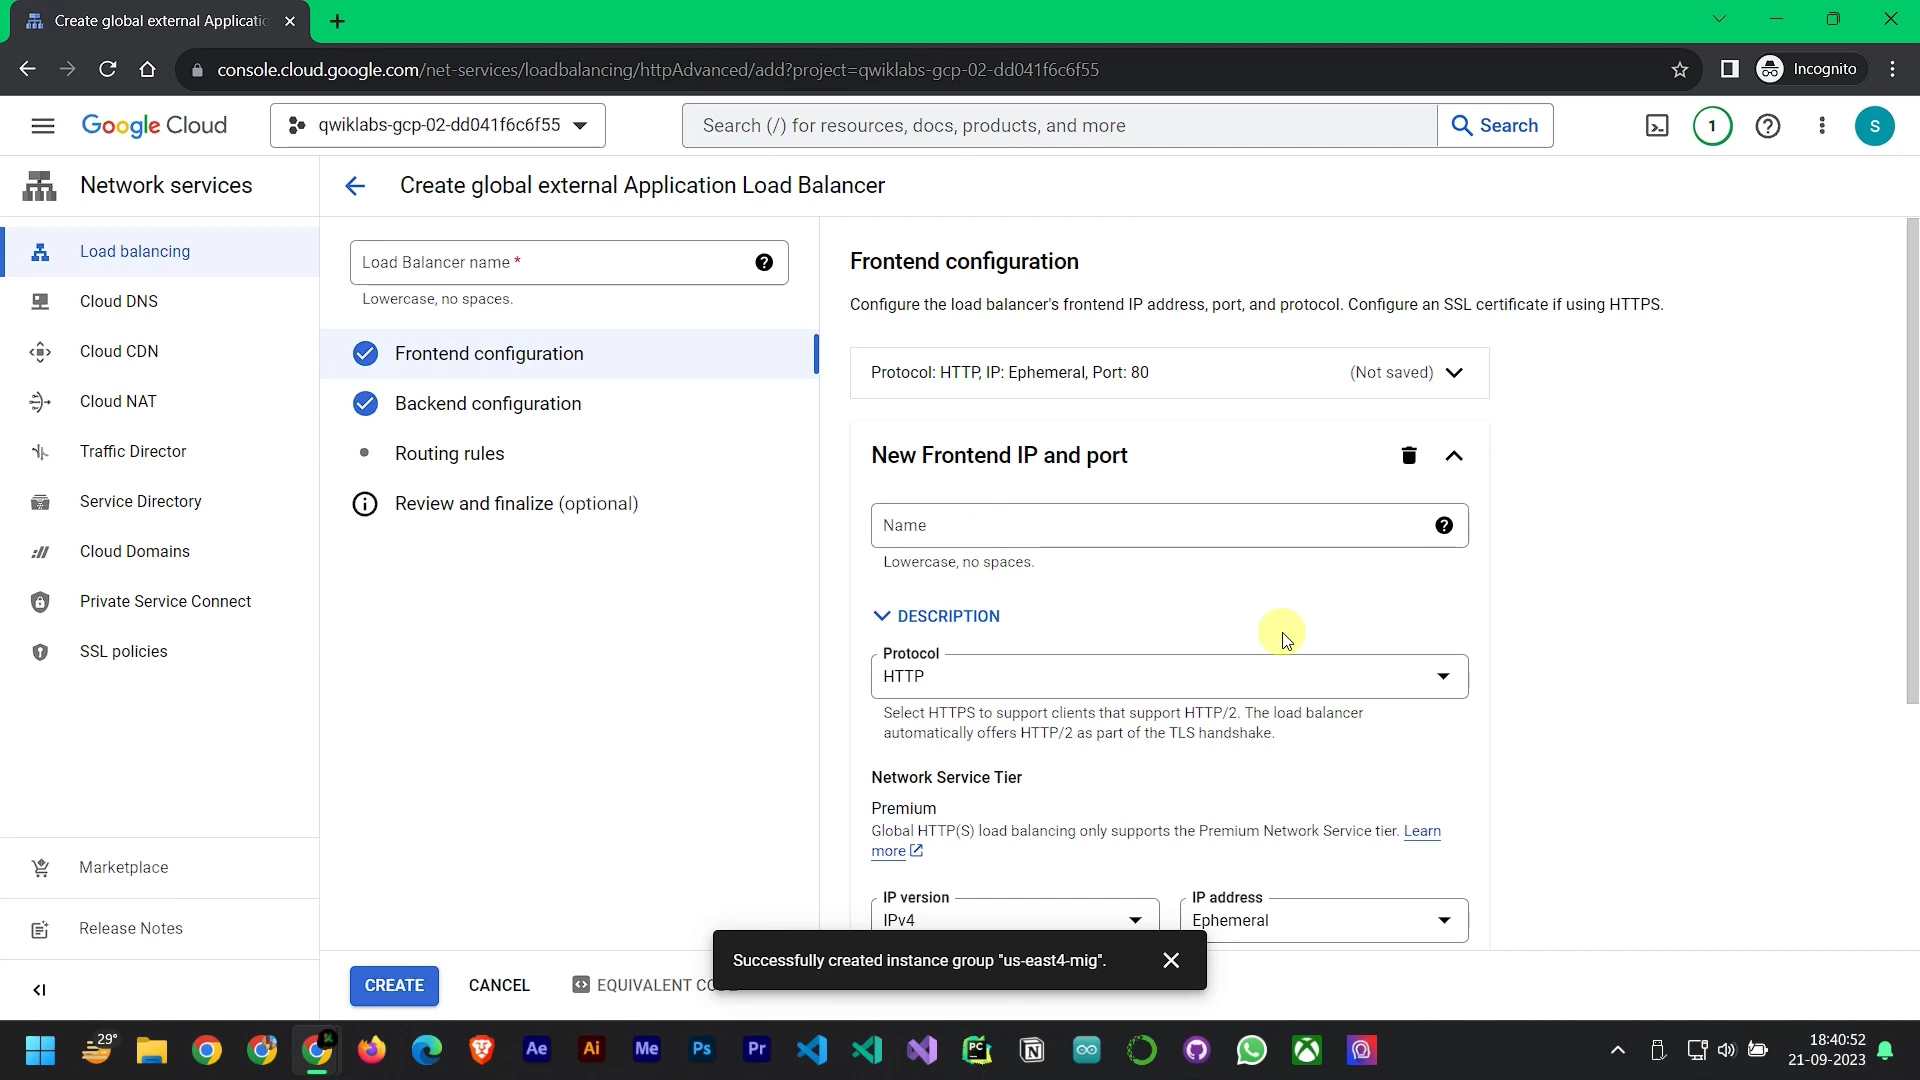 Create global external Applicatic
console.cloud.google.com/net-services/loadbalancing/httpAdvanced/add?project=qwiklabs-gcp-02-dd041f6c6f55
Incognito
Google Cloud
qwiklabs-gcp-02-dd041f6c6f55
Search (/) for resources, docs, products, and more
Search
1
S
Network services
Create global external Application Load Balancer
Load balancing
Cloud DNS
Cloud CDN
Cloud NAT
Traffic Director
Service Directory
Cloud Domains
Private Service Connect
SSL policies
Marketplace
Release Notes
Load Balancer name *
Lowercase, no spaces.
Frontend configuration
Backend configuration
Routing rules
Review and finalize (optional)
Frontend configuration
Configure the load balancer's frontend IP address, port, and protocol. Configure an SSL certificate if using HTTPS.
Protocol: HTTP, IP: Ephemeral, Port: 80
(Not saved)
New Frontend IP and port
Name
Lowercase, no spaces.
DESCRIPTION
Protocol
HTTP
Select HTTPS to support clients that support HTTP/2. The load balancer
automatically offers HTTP/2 as part of the TLS handshake.
Network Service Tier
Premium
Global HTTP(S) load balancing only supports the Premium Network Service tier. Learn
more
IP version
IPv4
IP address
Ephemeral
CREATE
CANCEL
EQUIVALENT CODE
Successfully created instance group "us-east4-mig".
29°
Ae
Ai
Me
Ps
Pr
PC
N
18:40:52
21-09-2023